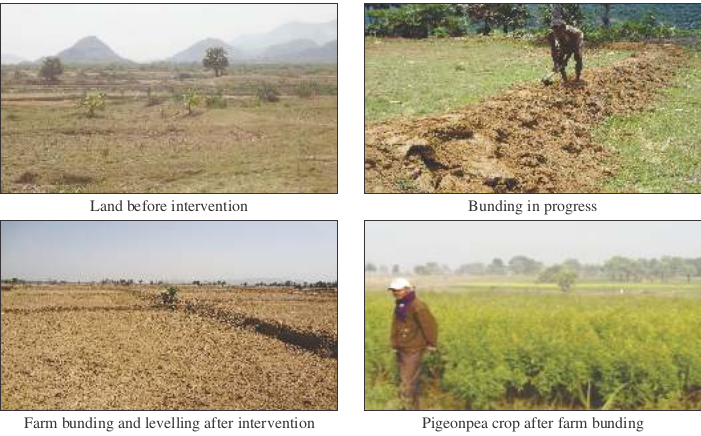 Land before intervention
Bunding in progress
Farm bunding and levelling after intervention
Pigeonpea crop after farm bunding